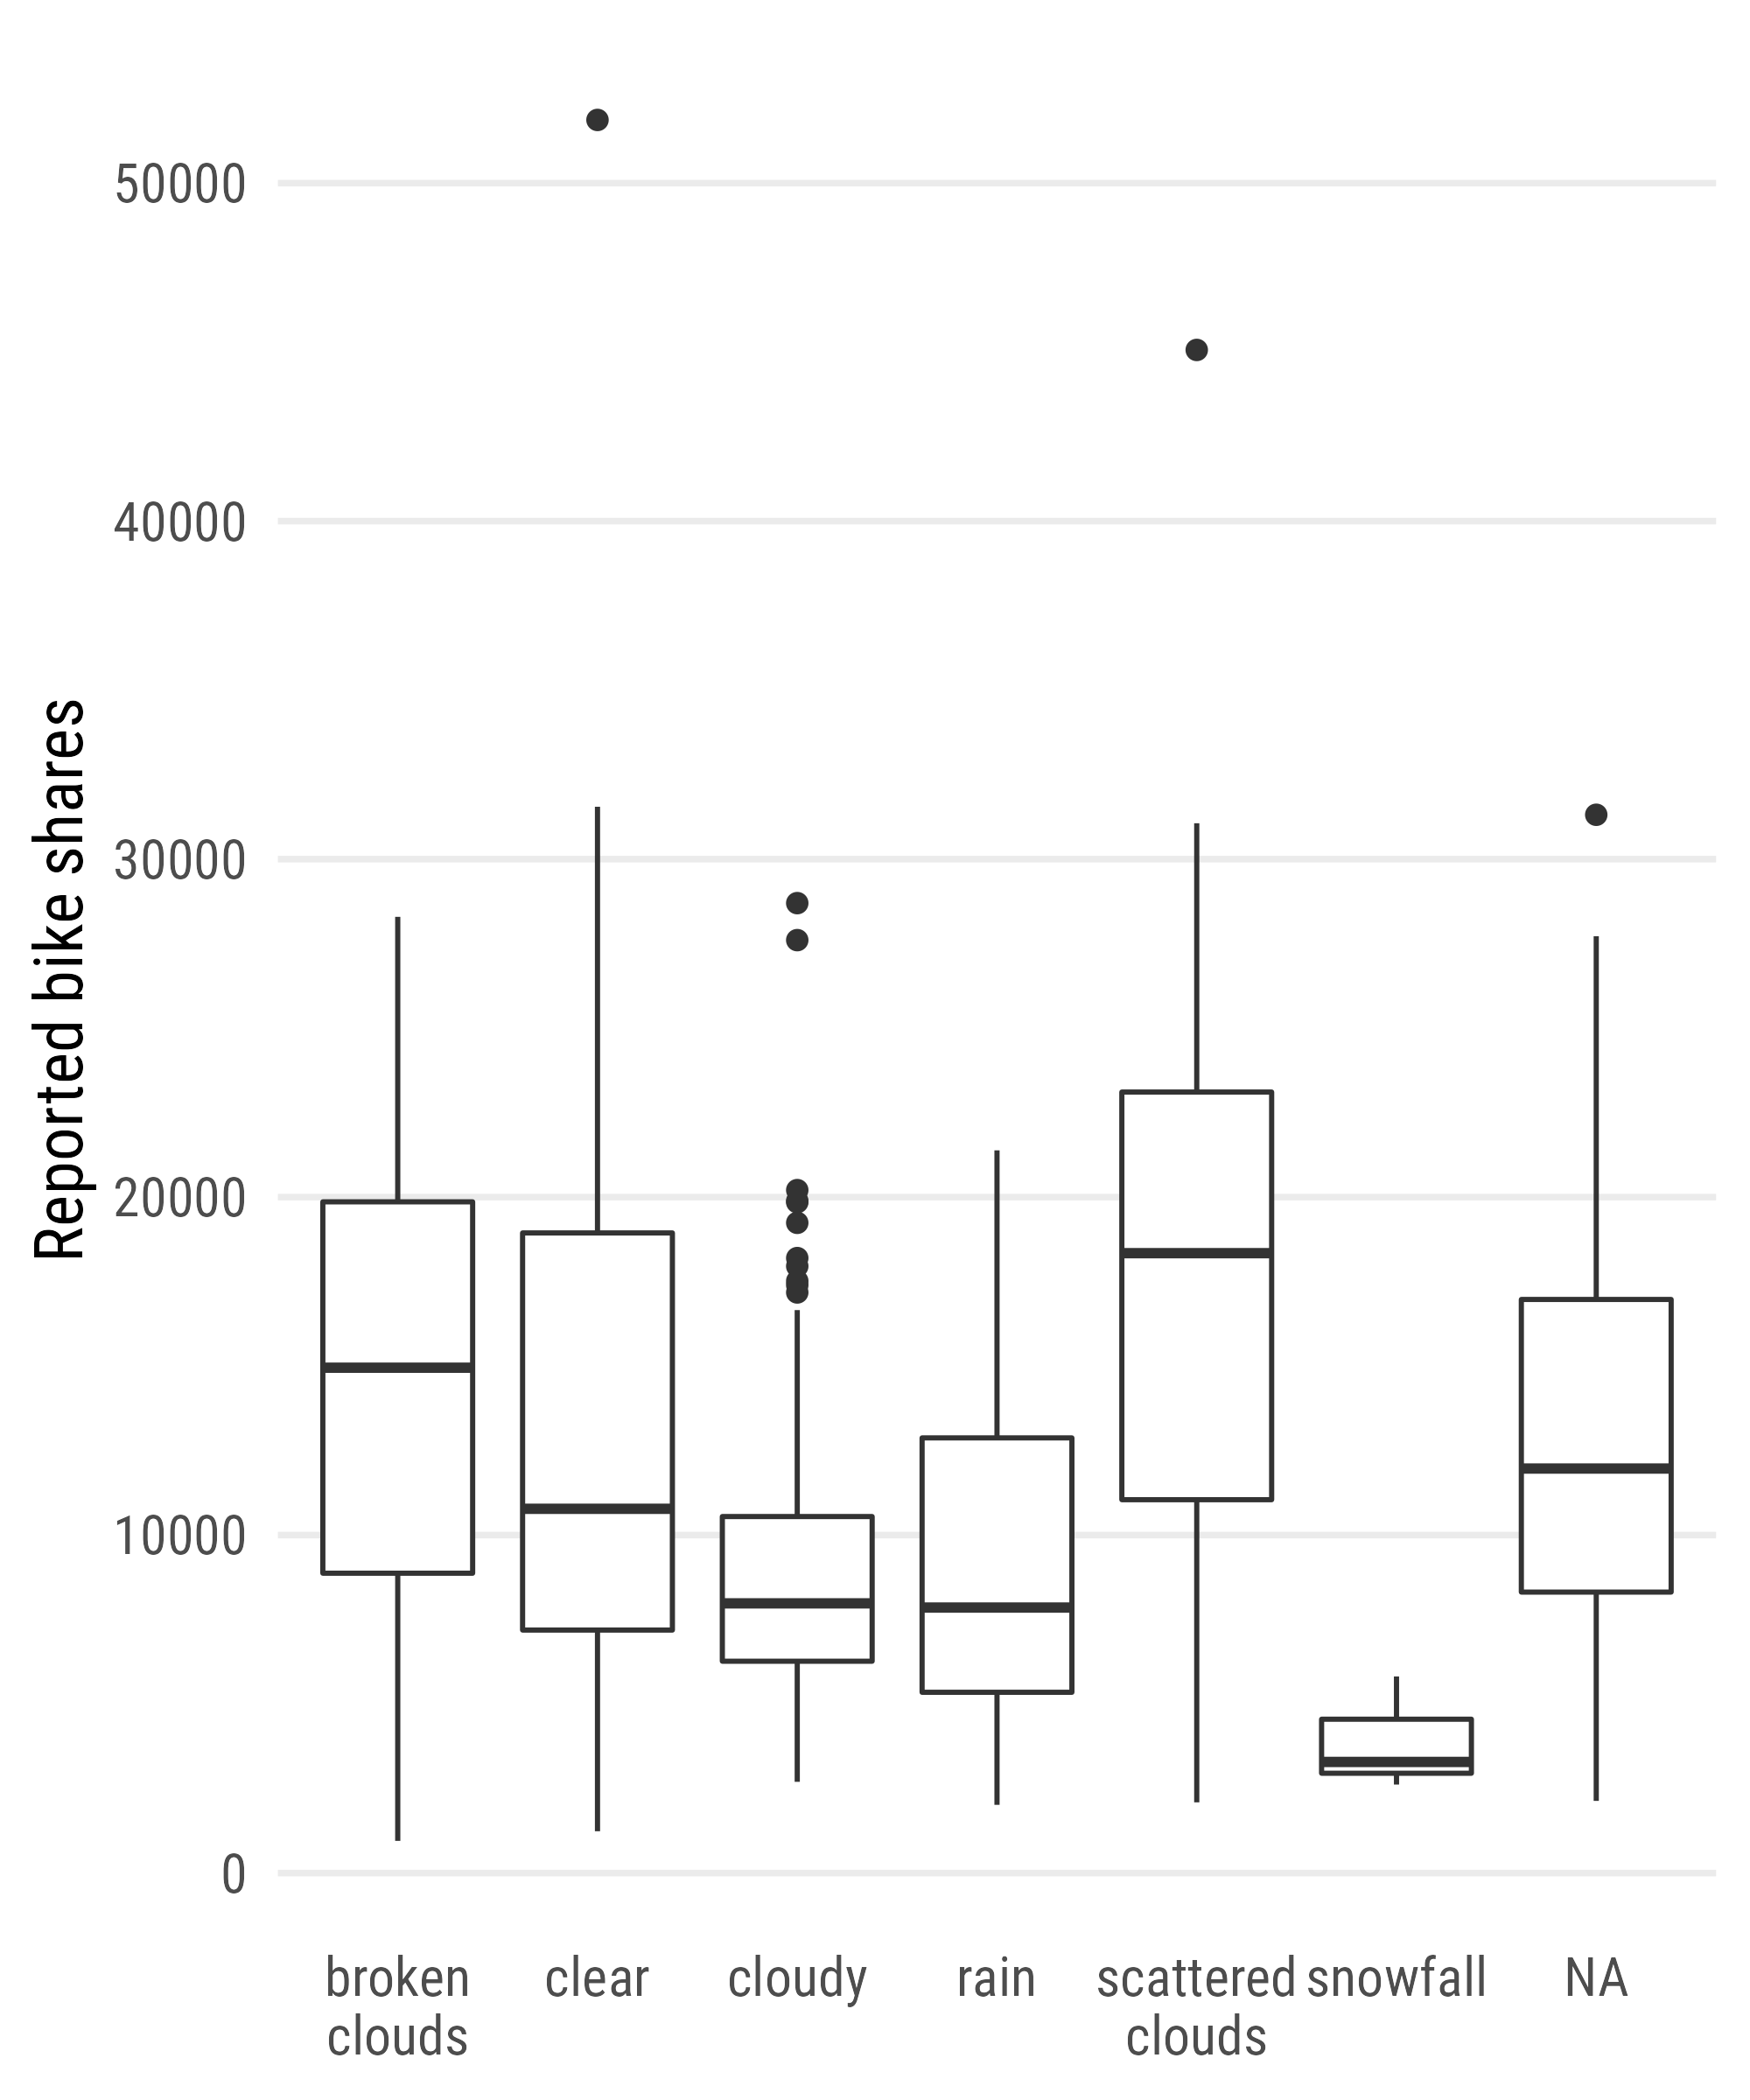 Reported bike shares
50000
40000
30000
20000
10000
0
broken
clouds
clear
cloudy
rain
scattered
clouds
snowfall
NA